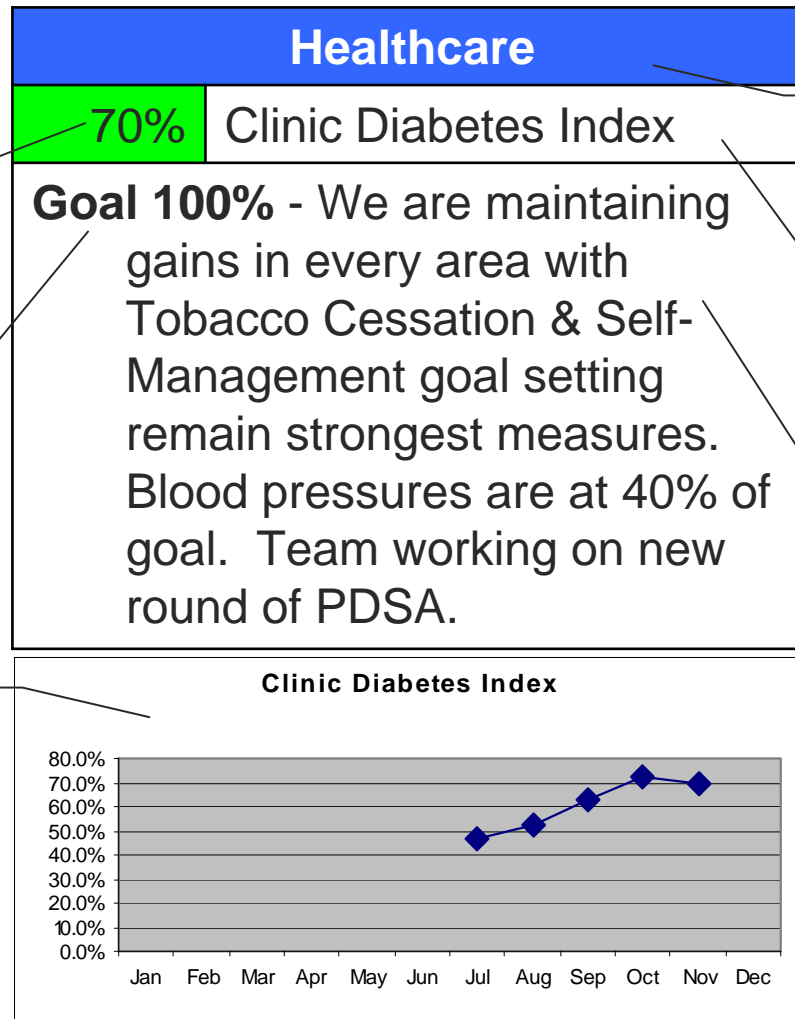 Healthcare
70% Clinic Diabetes Index
Goal 100% - We are maintaining
gains in every area with
Tobacco Cessation & Self-
Management goal setting
remain strongest measures.
Blood pressures are at 40% of
goal.  Team working on new
round of PDSA.
Clinic Diabetes Index
80.0%
70.0%
60.0%
50.0%
40.0%
30.0%
20.0%
10.0%
0.0%
Jan Feb Mar Apr May Jun Jul Aug Sep Oct Nov Dec